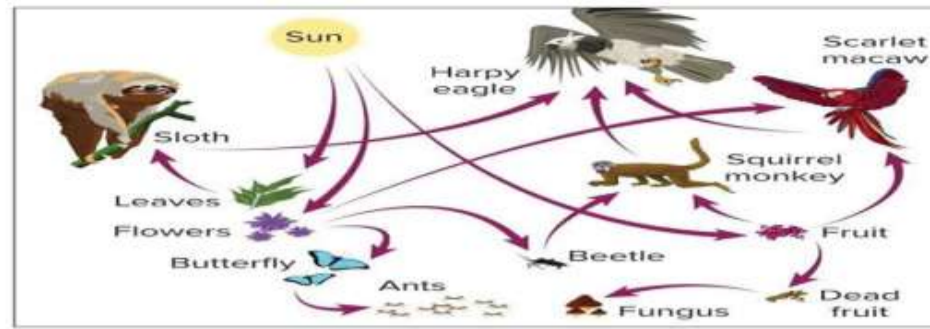 Sun
Scarlet
macaw
Harpy
eagle
Sloth
Squirrel
monkey
Leaves
Flowers
Fruit
Butterfly
Beetle
Ants
Fungus
Dead
fruit